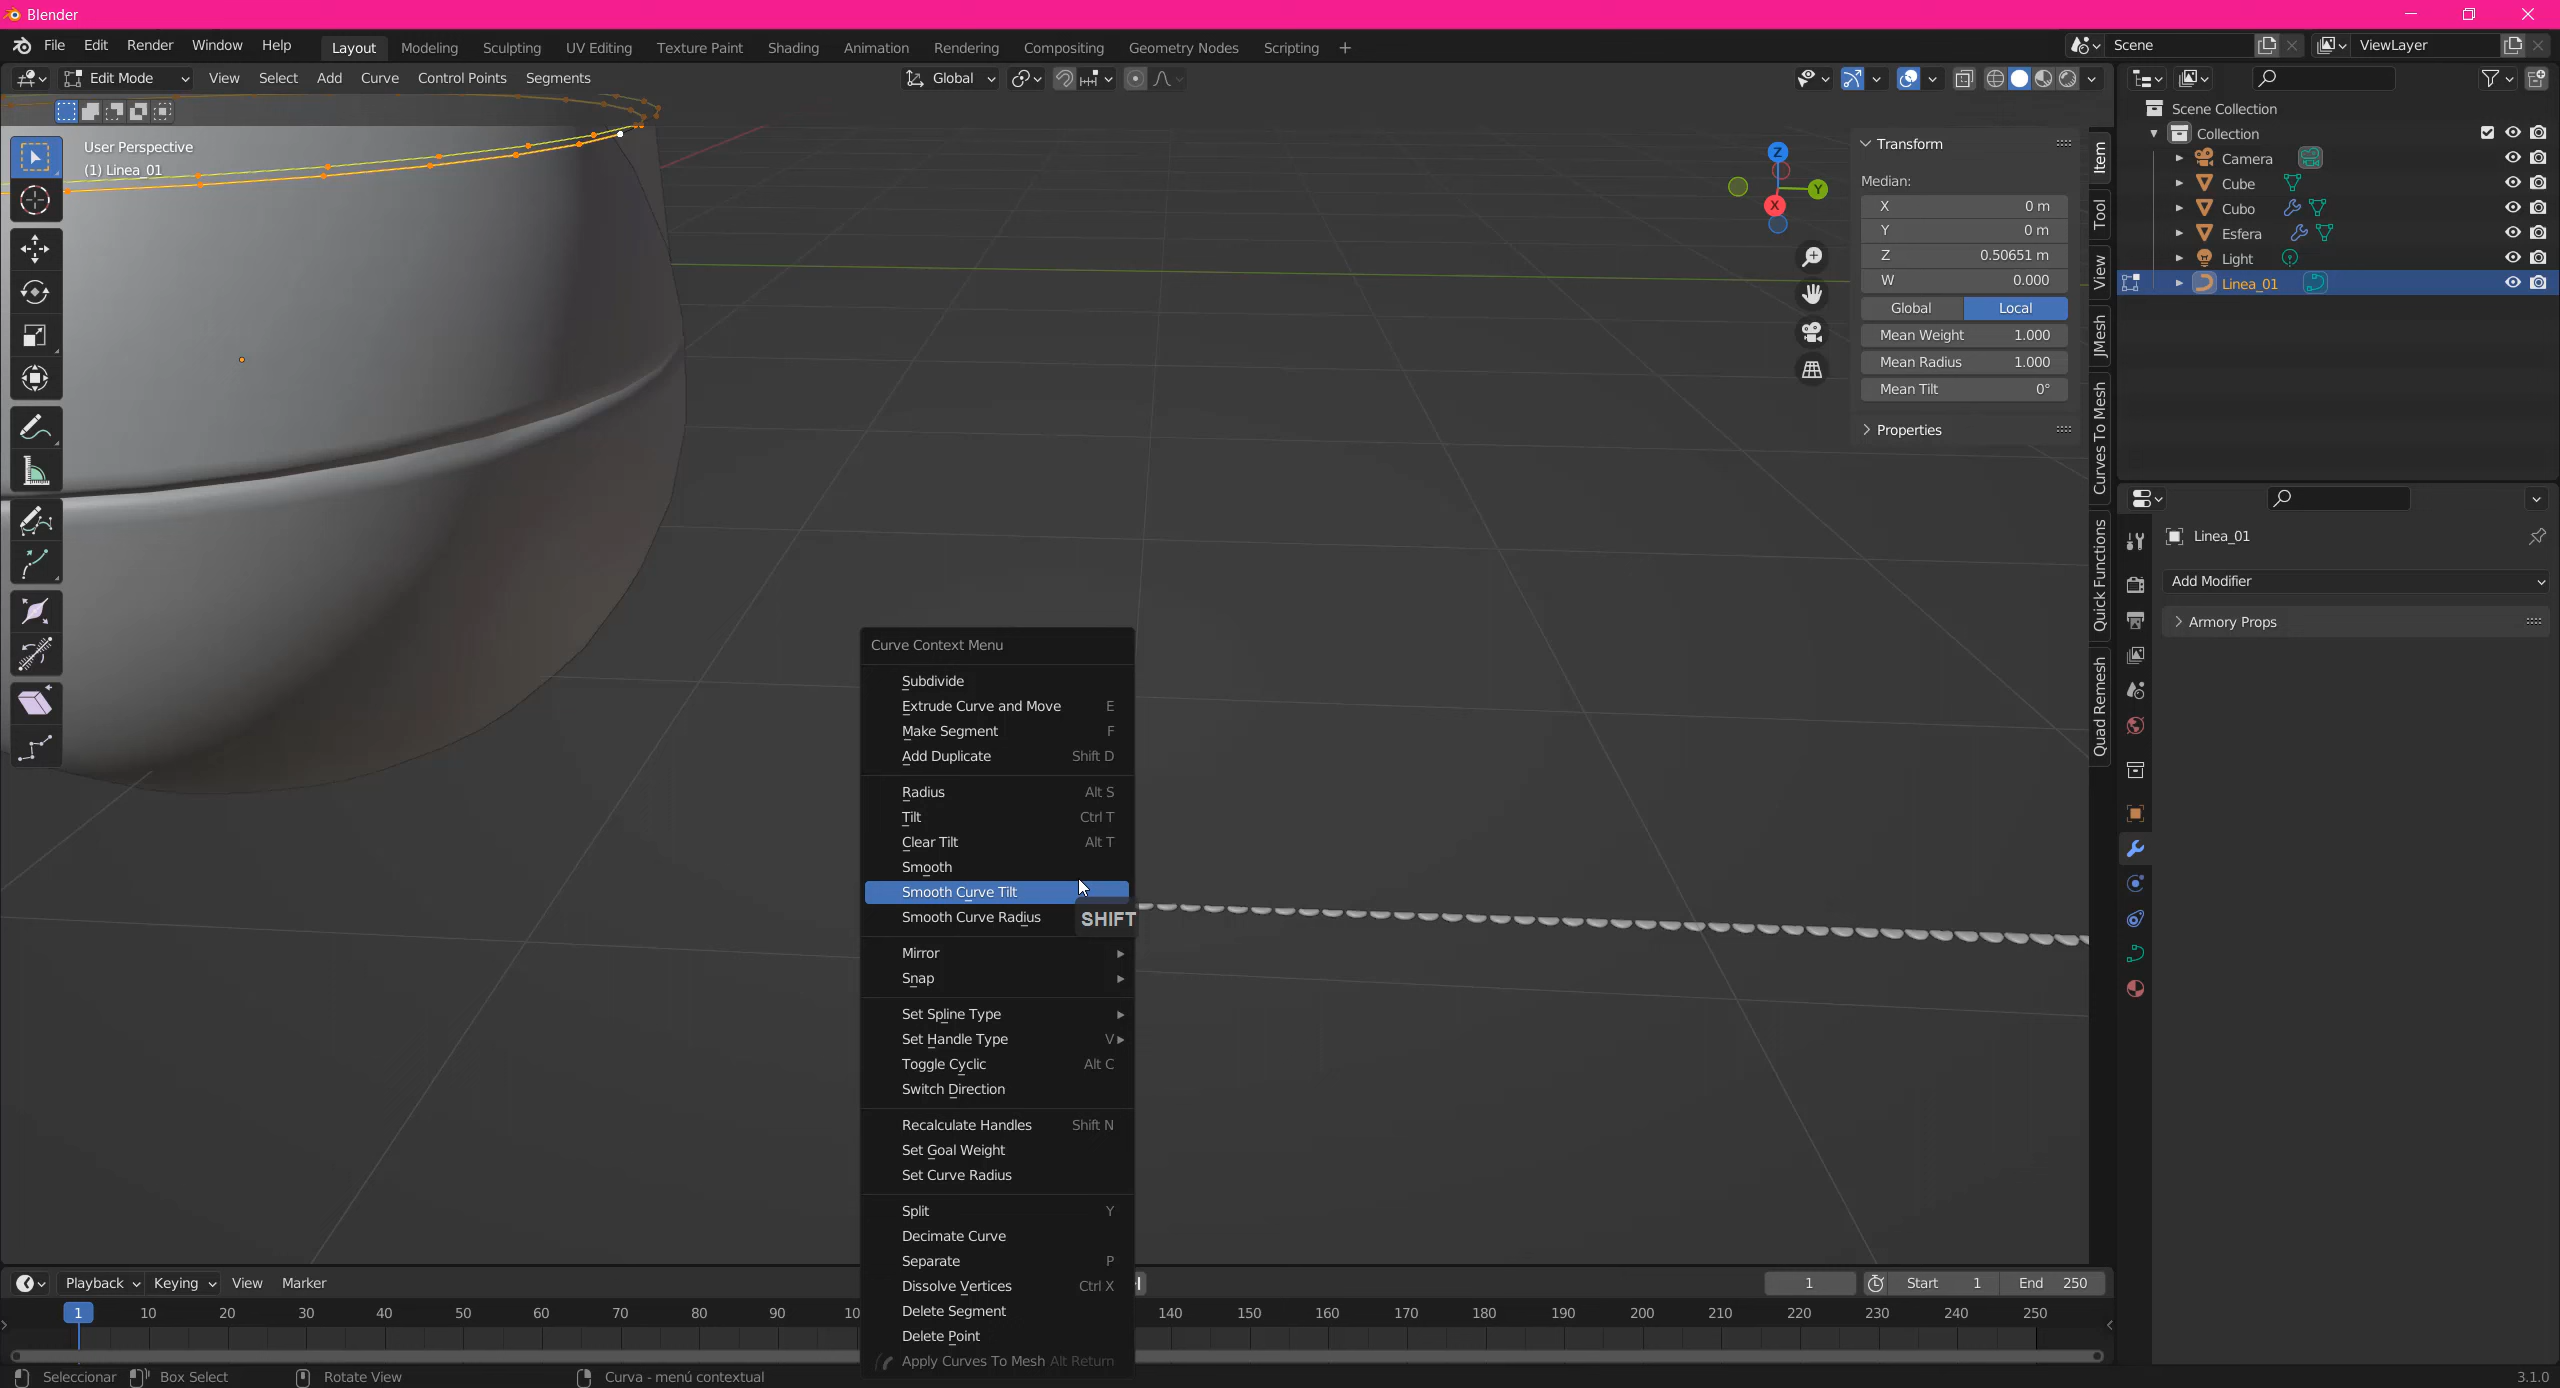 Blender
File Edit Render Window Help Layout Modeling Sculpting UV Editing Texture Paint Shading Animation Rendering Compositing Geometry Nodes Scripting + Scene ViewLayer
Edit Mode View Select Add Curve Control Points Segments Global
User Perspective
(1) Linea_01
Z
Y
X
Transform
Median:
X 0 m
Y 0 m
Z 0.50651 m
W 0.000
Global Local
Mean Weight 1.000
Mean Radius 1.000
Mean Tilt 0°
Properties
Item
Tool
View
JMesh
Curves To Mesh
Quick Functions
Quad Remesh
Scene Collection
Collection
Camera
Cube
Cubo
Esfera
Light
Linea_01
Linea_01
Add Modifier
Armory Props
Curve Context Menu
Subdivide
Extrude Curve and Move E
Make Segment F
Add Duplicate Shift D
Radius Alt S
Tilt Ctrl T
Clear Tilt Alt T
Smooth
Smooth Curve Tilt
Smooth Curve Radius
SHIFT
Mirror
Snap
Set Spline Type
Set Handle Type V
Toggle Cyclic Alt C
Switch Direction
Recalculate Handles Shift N
Set Goal Weight
Set Curve Radius
Split Y
Decimate Curve
Separate P
Dissolve Vertices Ctrl X
Delete Segment
Delete Point
Apply Curves To Mesh Alt Return
Playback Keying View Marker 1 Start 1 End 250
1 10 20 30 40 50 60 70 80 90 10 140 150 160 170 180 190 200 210 220 230 240 250
Seleccionar Box Select Rotate View Curva - menú contextual 3.1.0